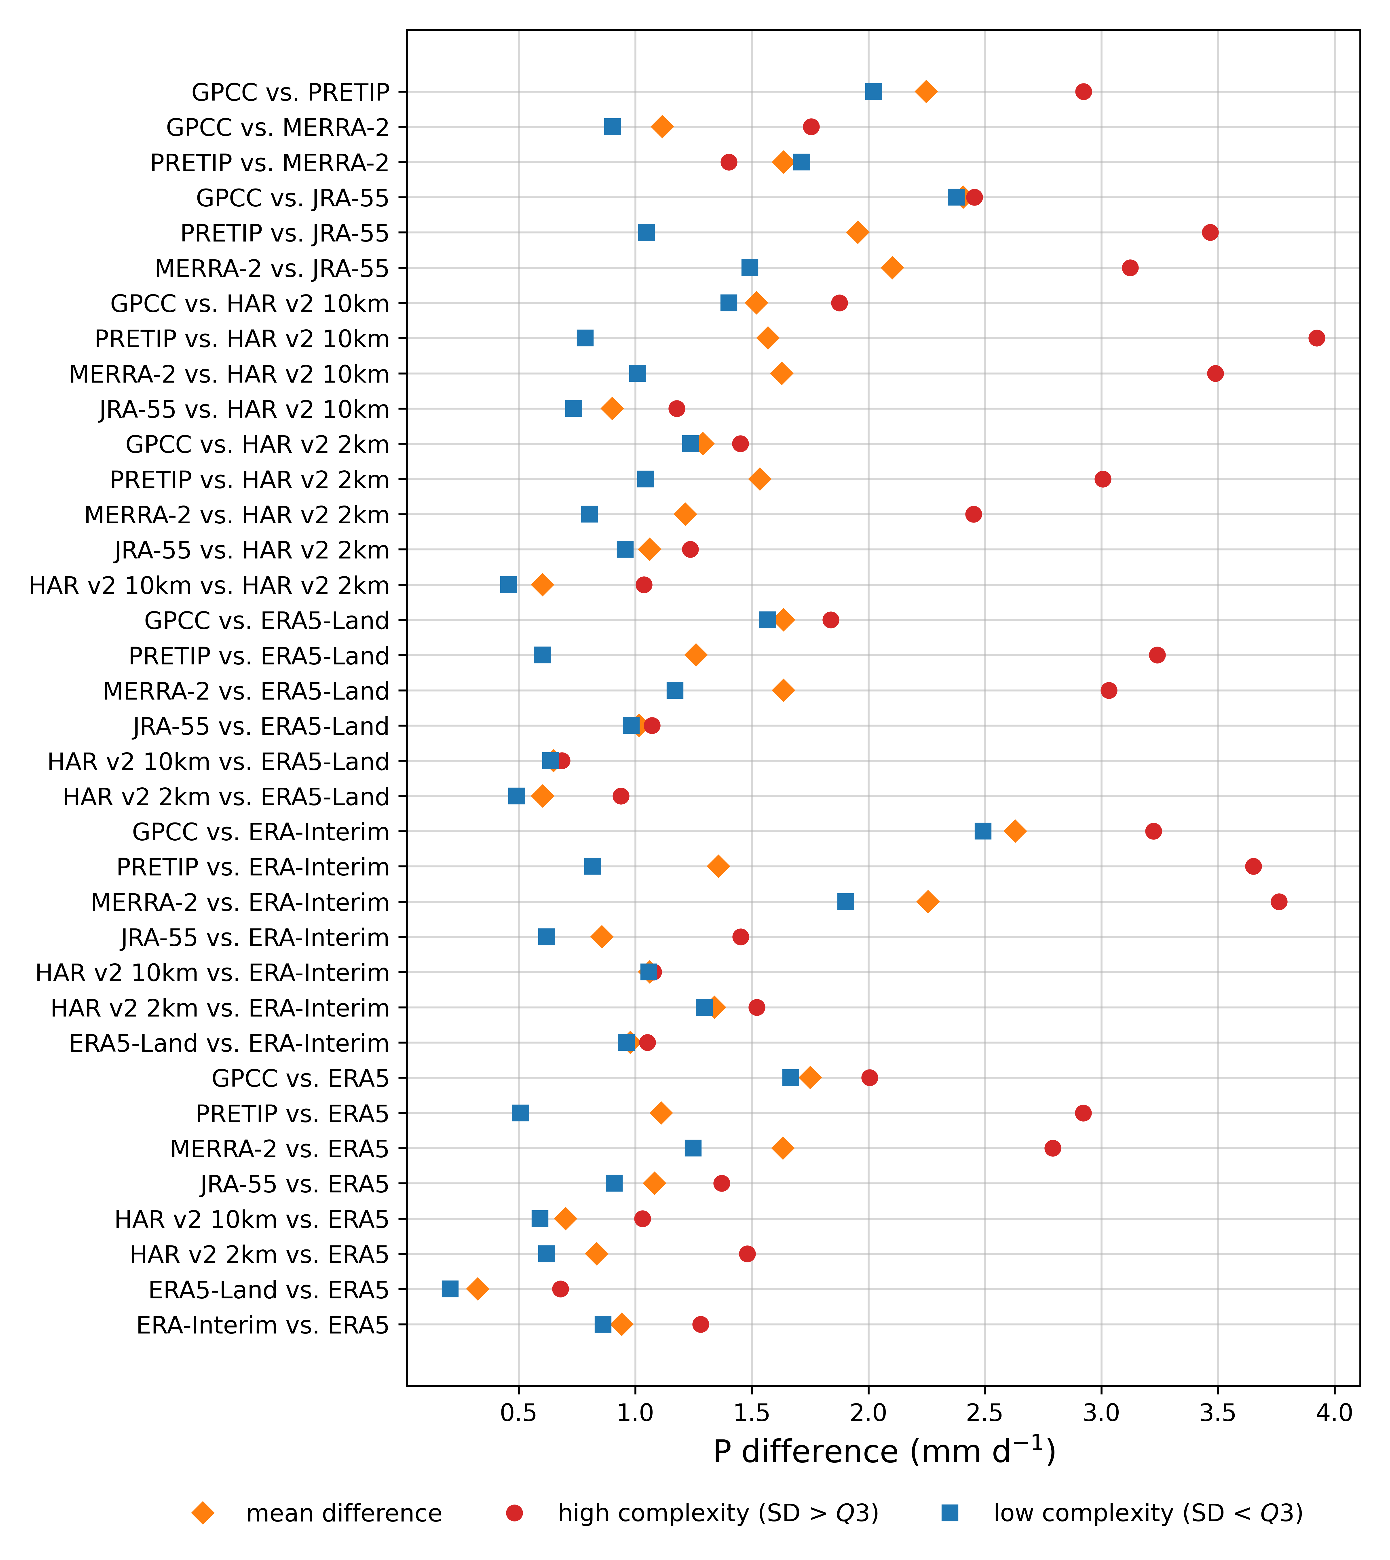 GPCC vs. PRETIP
GPCC vs. MERRA-2
PRETIP vs. MERRA-2
GPCC vs. JRA-55
PRETIP vs. JRA-55
MERRA-2 vs. JRA-55
GPCC vs. HAR v2 10km
PRETIP vs. HAR v2 10km
MERRA-2 vs. HAR v2 10km
JRA-55 vs. HAR v2 10km
GPCC vs. HAR v2 2km
PRETIP vs. HAR v2 2km
MERRA-2 vs. HAR v2 2km
JRA-55 vs. HAR v2 2km
HAR v2 10km vs. HAR v2 2km
GPCC vs. ERA5-Land
PRETIP vs. ERA5-Land
MERRA-2 vs. ERA5-Land
JRA-55 vs. ERA5-Land
HAR v2 10km vs. ERA5-Land
HAR v2 2km vs. ERA5-Land
GPCC vs. ERA-Interim
PRETIP vs. ERA-Interim
MERRA-2 vs. ERA-Interim
JRA-55 vs. ERA-Interim
HAR v2 10km vs. ERA-Interim
HAR v2 2km vs. ERA-Interim
ERA5-Land vs. ERA-Interim
GPCC vs. ERA5
PRETIP vs. ERA5
MERRA-2 vs. ERA5
JRA-55 vs. ERA5
HAR v2 10km vs. ERA5
HAR v2 2km vs. ERA5
ERA5-Land vs. ERA5
ERA-Interim vs. ERA5
0.5 1.0 1.5 2.0 2.5 3.0 3.5 4.0
P difference (mm d⁻¹)
mean difference high complexity (SD > Q3) low complexity (SD < Q3)